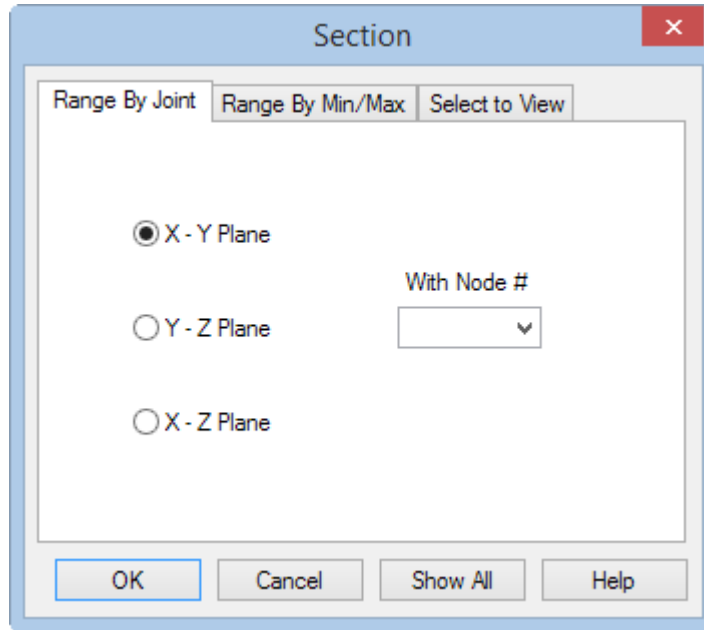 Section
Range By Joint Range By Min/Max Select to View
X - Y Plane
With Node #
Y - Z Plane
X - Z Plane
OK Cancel Show All Help